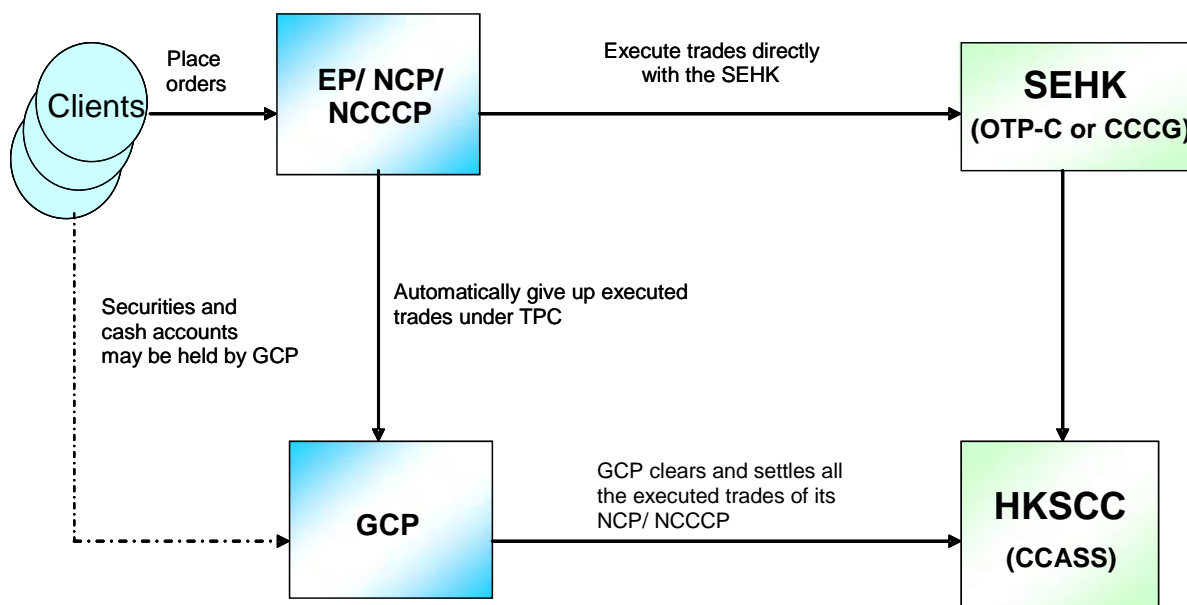 Clients
Place
orders
EP/ NCP/
NCCCP
Execute trades directly
with the SEHK
SEHK
(OTP-C or CCCG)
Securities and
cash accounts
may be held by GCP
Automatically give up executed
trades under TPC
GCP
GCP clears and settles all
the executed trades of its
NCP/ NCCCP
HKSCC
(CCASS)